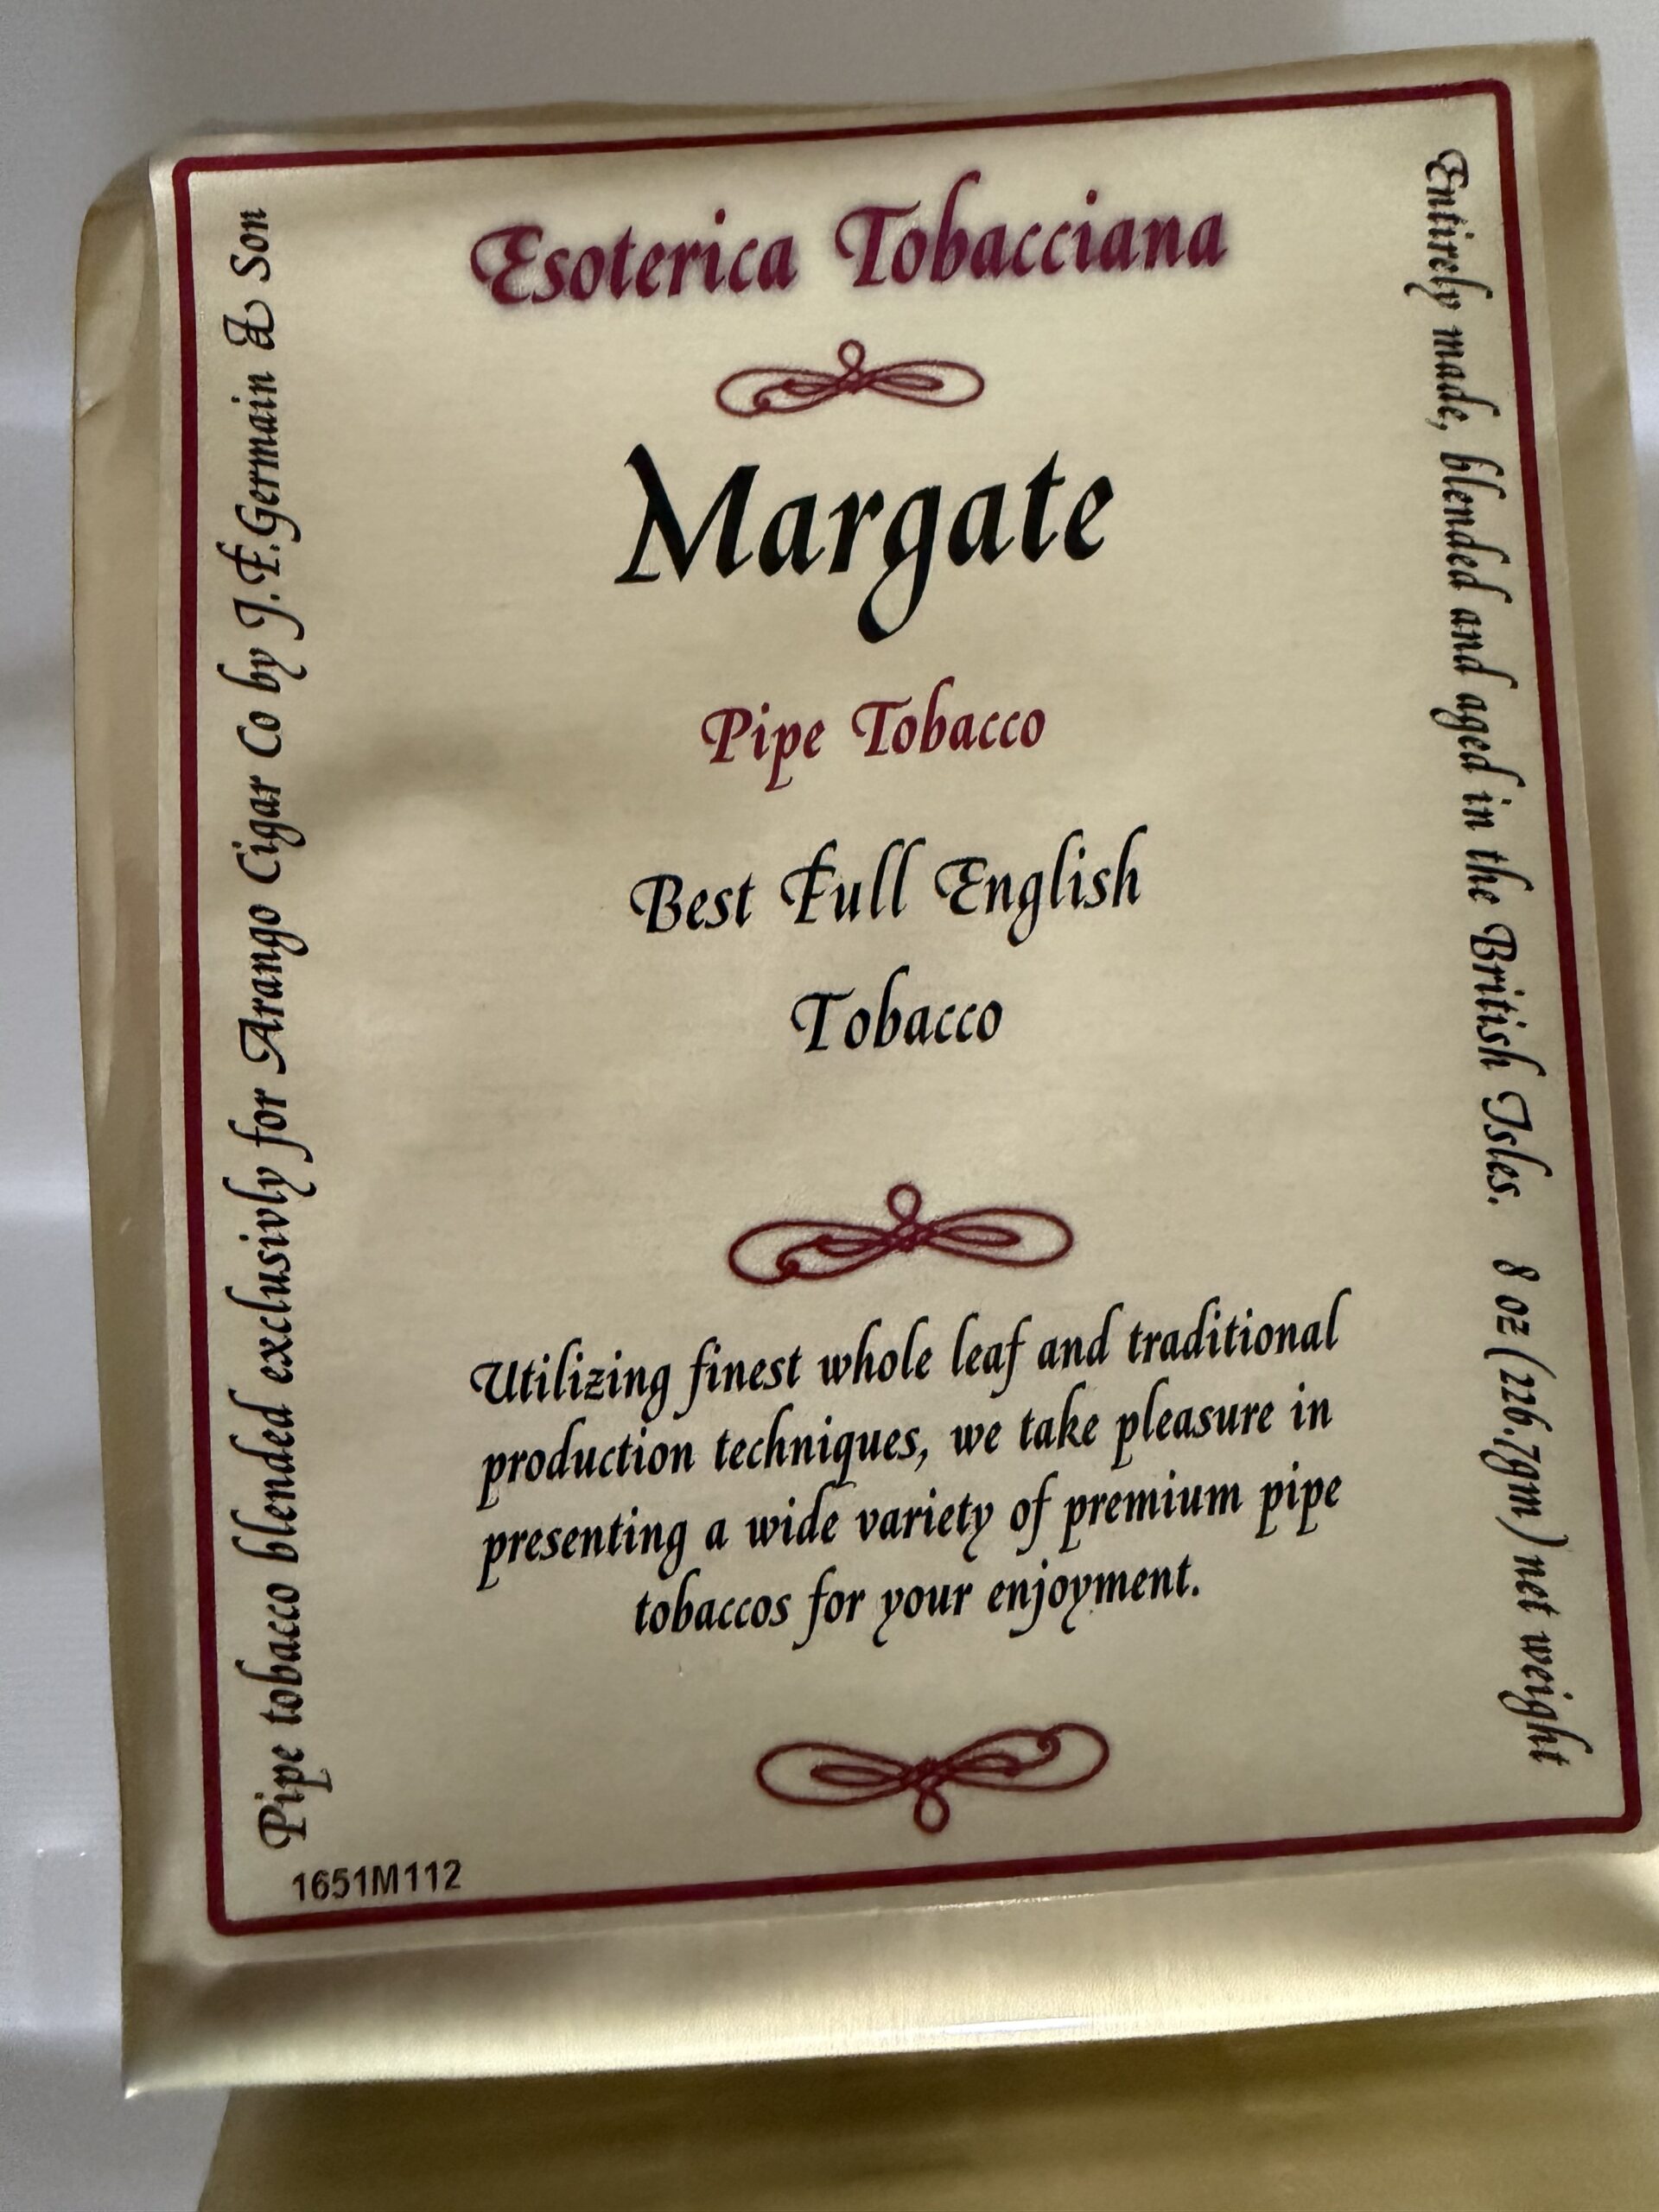 Esoterica Tobacciana
Margate
Pipe Tobacco
Best Full English
Tobacco
Utilizing finest whole leaf and traditional
production techniques, we take pleasure in
presenting a wide variety of premium pipe
tobaccos for your enjoyment.
Pipe tobacco blended exclusivly for Arango Cigar Co by J.F.Germain & Son
Entirely made, blended and aged in the British Isles. 8 oz (226.7gm) net weight
1651M112